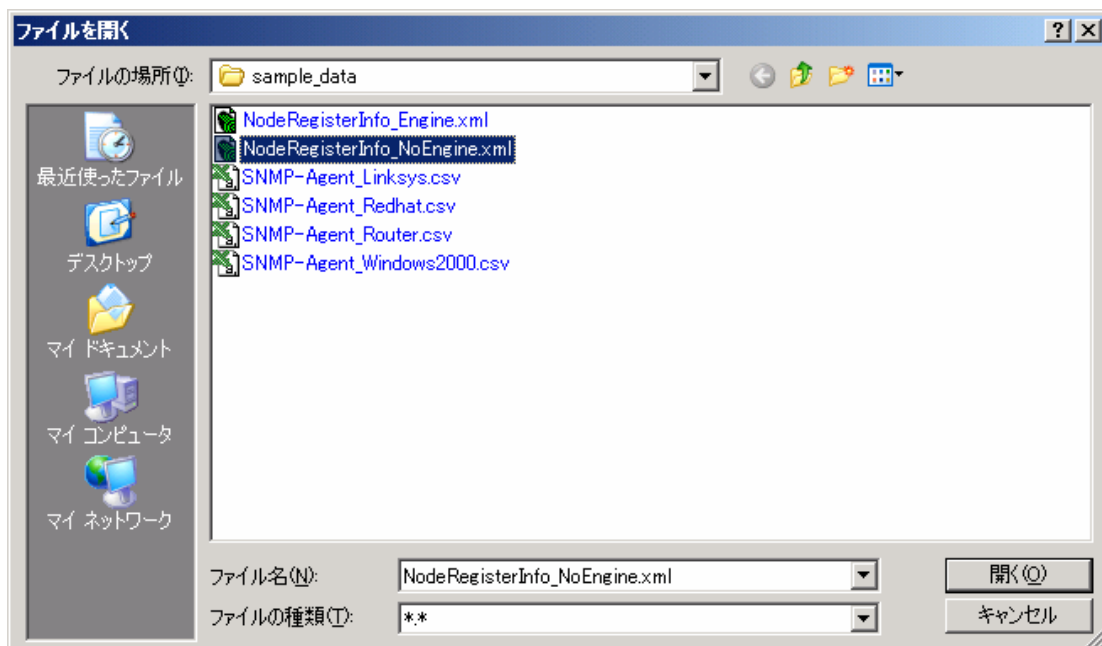 ファイルを開く
ファイルの場所(I):
sample_data
最近使ったファイル
デスクトップ
マイ ドキュメント
マイ コンピュータ
マイ ネットワーク
NodeRegisterInfo_Engine.xml
NodeRegisterInfo_NoEngine.xml
SNMP-Agent_Linksys.csv
SNMP-Agent_Redhat.csv
SNMP-Agent_Router.csv
SNMP-Agent_Windows2000.csv
ファイル名(N):
NodeRegisterInfo_NoEngine.xml
開く(O)
ファイルの種類(T):
*.*
キャンセル